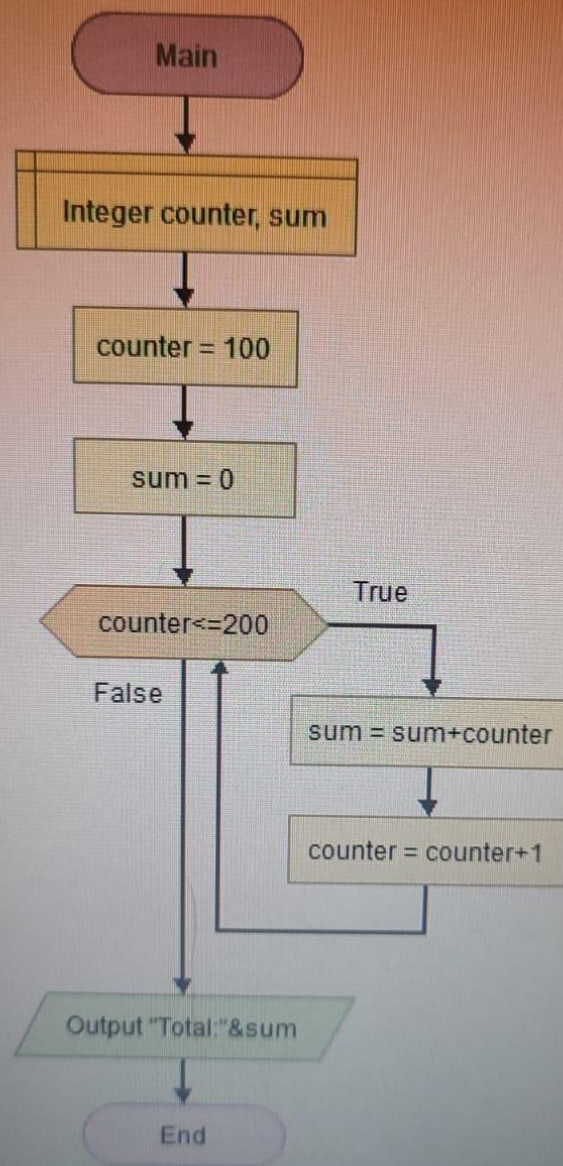 Main
Integer counter, sum
counter = 100
sum = 0
counter<=200
True
False
sum = sum+counter
counter = counter+1
Output "Total:"&sum
End